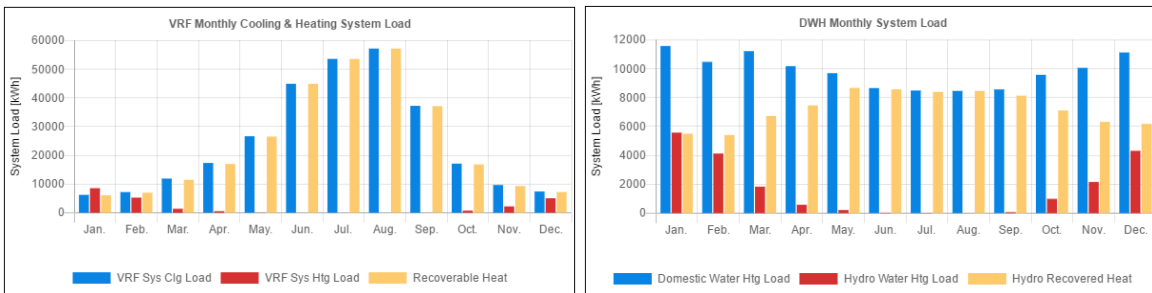 VRF Monthly Cooling & Heating System Load
60000
50000
40000
30000
20000
10000
0
System Load [kWh]
Jan. Feb. Mar. Apr. May. Jun. Jul. Aug. Sep. Oct. Nov. Dec.
VRF Sys Clg Load VRF Sys Htg Load Recoverable Heat
DWH Monthly System Load
12000
10000
8000
6000
4000
2000
0
System Load [kWh]
Jan. Feb. Mar. Apr. May. Jun. Jul. Aug. Sep. Oct. Nov. Dec.
Domestic Water Htg Load Hydro Water Htg Load Hydro Recovered Heat